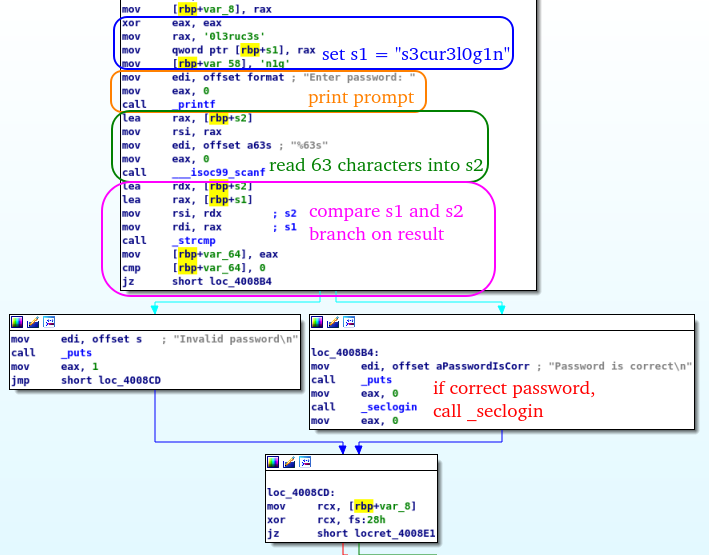 mov [rbp+var_8], rax
xor eax, eax
mov rax, '0l3ruc3s'
mov qword ptr [rbp+s1], rax set s1 = "s3cur3l0g1n"
mov [rbp+var_58], 'n1g'
mov edi, offset format ; "Enter password: "
mov eax, 0 print prompt
call _printf
lea rax, [rbp+s2]
mov rsi, rax
mov edi, offset a63s ; "%63s"
mov eax, 0
call ___isoc99_scanf read 63 characters into s2
lea rdx, [rbp+s2]
lea rax, [rbp+s1]
mov rsi, rdx ; s2 compare s1 and s2
mov rdi, rax ; s1 branch on result
call _strcmp
mov [rbp+var_64], eax
cmp [rbp+var_64], 0
jz short loc_4008B4
mov edi, offset s ; "Invalid password\n"
call _puts
mov eax, 1
jmp short loc_4008CD
loc_4008B4:
mov edi, offset aPasswordIsCorr ; "Password is correct\n"
call _puts
mov eax, 0 if correct password,
call _seclogin call _seclogin
mov eax, 0
loc_4008CD:
mov rcx, [rbp+var_8]
xor rcx, fs:28h
jz short locret_4008E1